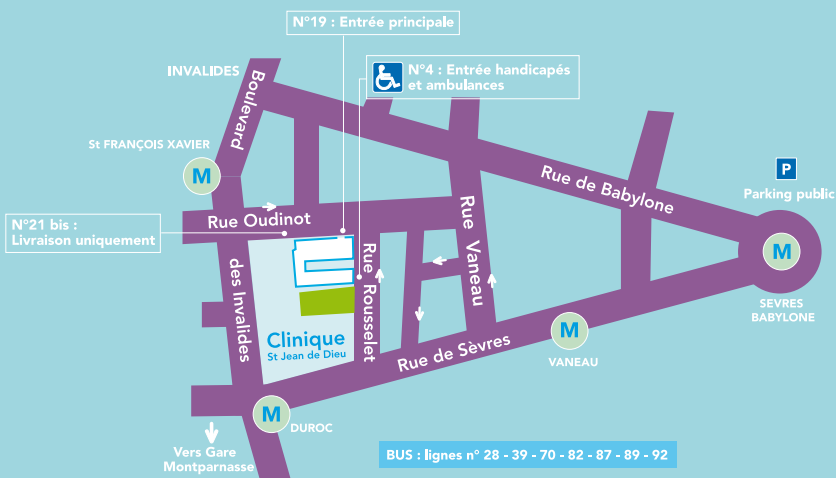 N°19 : Entrée principale
N°4 : Entrée handicapés
et ambulances
INVALIDES
Boulevard
St FRANÇOIS XAVIER
M
Rue de Babylone
P
Parking public
Rue Oudinot
N°21 bis :
Livraison uniquement
Rue Vaneau
M
SEVRES
BABYLONE
des Invalides
Rue Rousselet
Clinique
St Jean de Dieu
Rue de Sèvres
M
VANEAU
M
DUROC
Vers Gare
Montparnasse
BUS : lignes n° 28 - 39 - 70 - 82 - 87 - 89 - 92